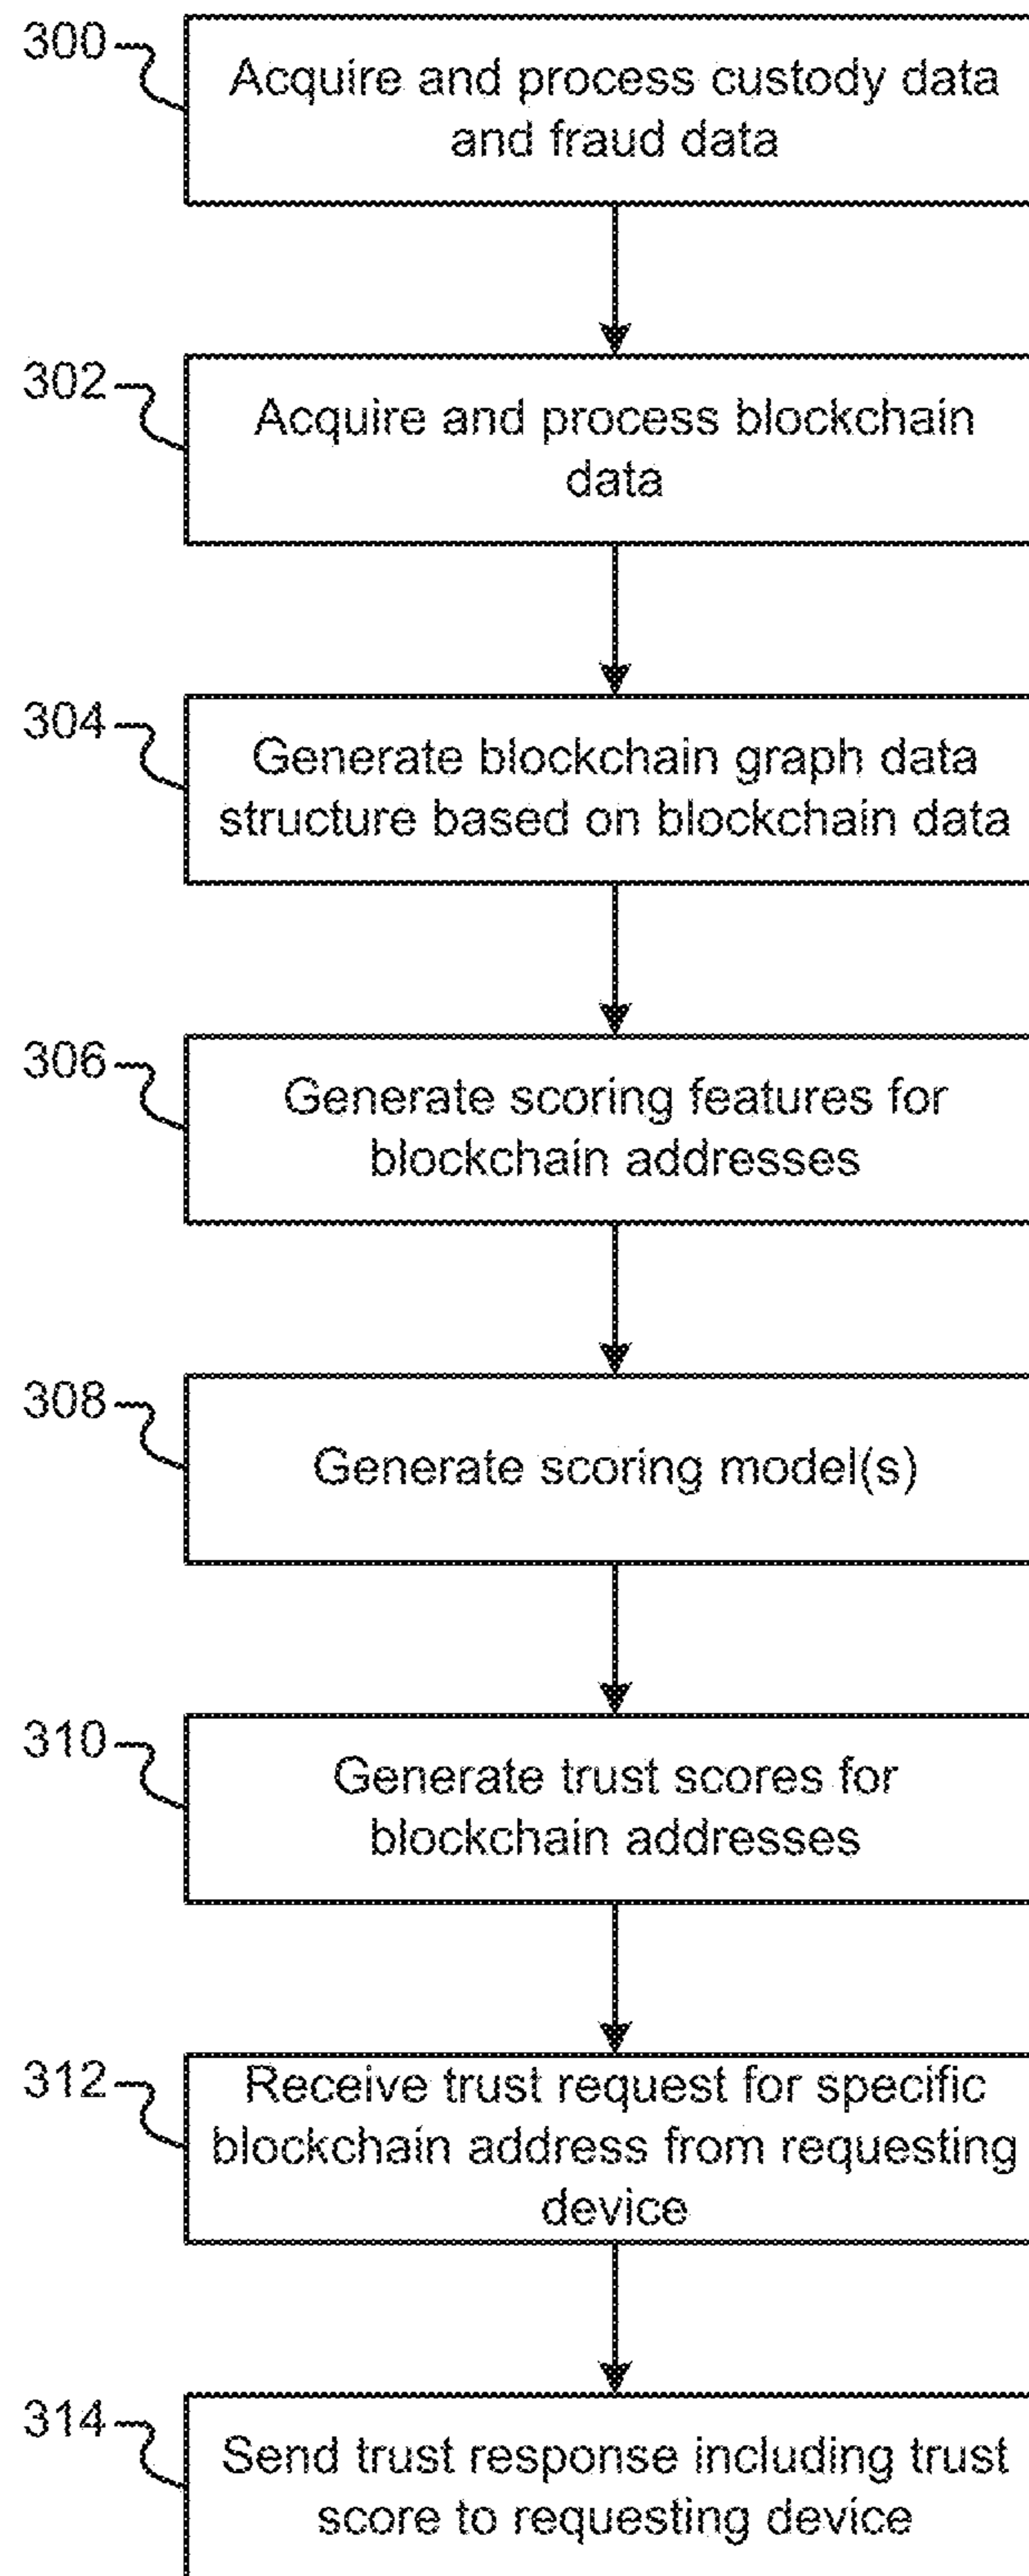 300
Acquire and process custody data
and fraud data
302
Acquire and process blockchain
data
304
Generate blockchain graph data
structure based on blockchain data
306
Generate scoring features for
blockchain addresses
308
Generate scoring model(s)
310
Generate trust scores for
blockchain addresses
312
Receive trust request for specific
blockchain address from requesting
device
314
Send trust response including trust
score to requesting device